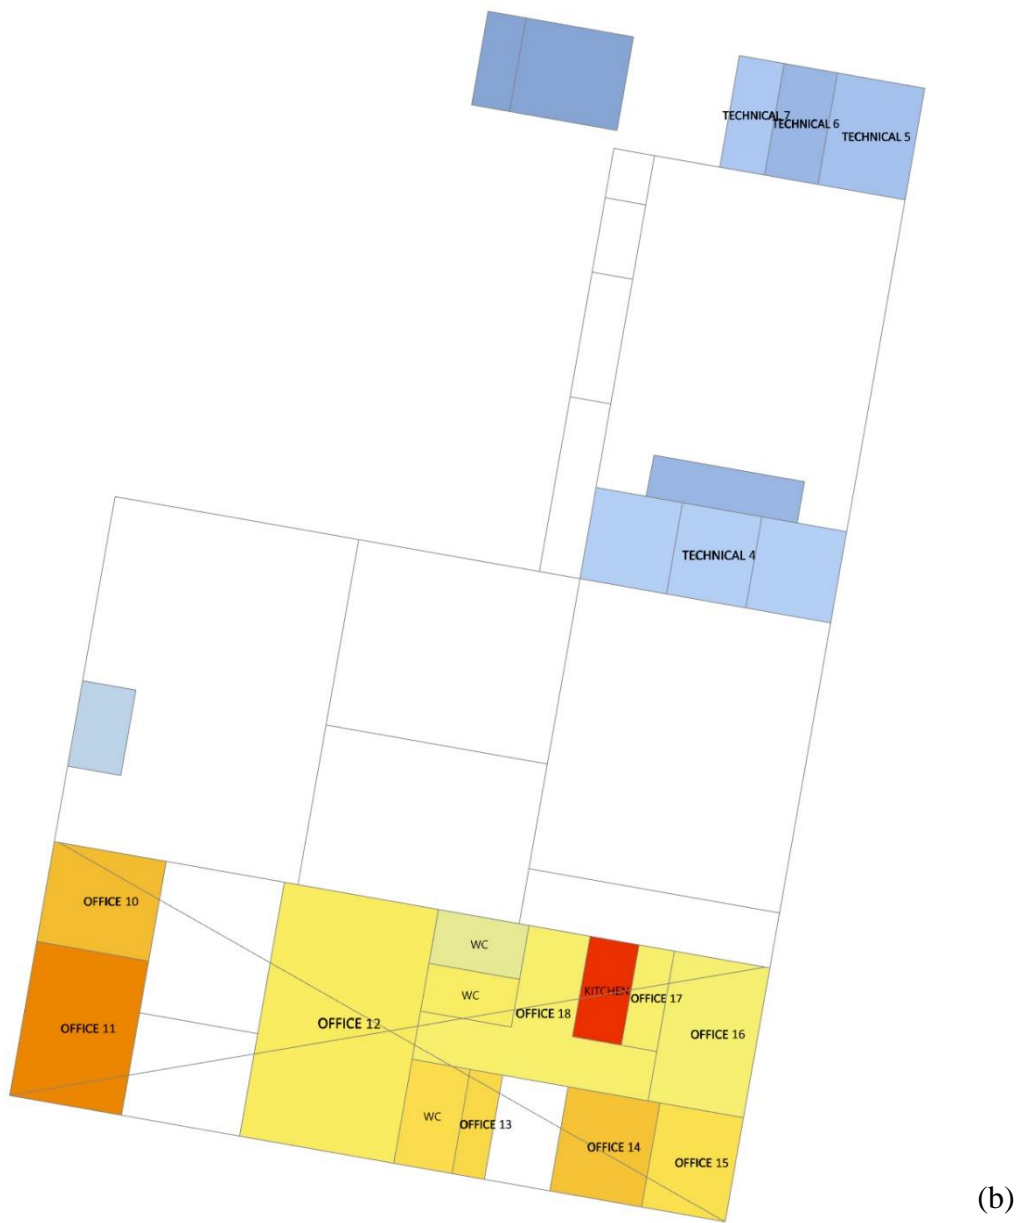 TECHNICAL 7
TECHNICAL 6
TECHNICAL 5
TECHNICAL 4
OFFICE 10
WC
WC
KITCHEN
OFFICE 17
OFFICE 18
OFFICE 12
OFFICE 11
OFFICE 16
WC
OFFICE 13
OFFICE 14
OFFICE 15
(b)